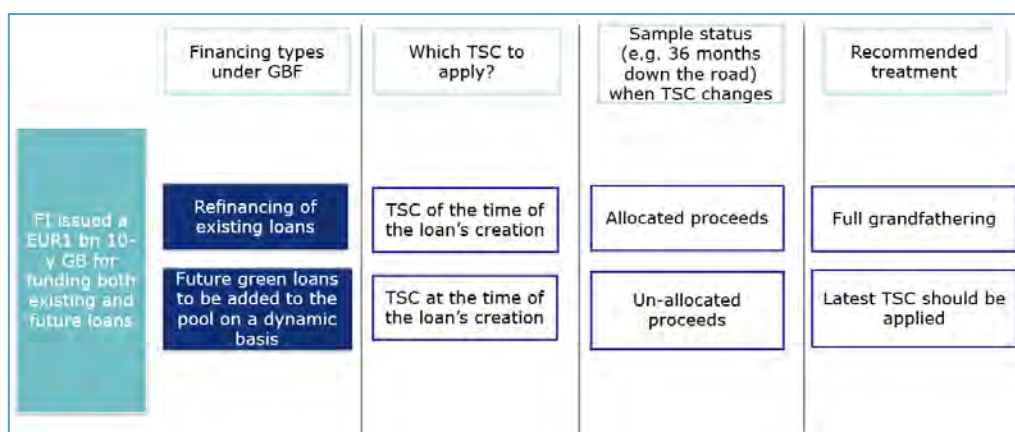 Financing types
under GBF
Which TSC to
apply?
Sample status
(e.g. 36 months
down the road)
when TSC changes
Recommended
treatment
FI issued a
EUR1 bn 10-
y GB for
funding both
existing and
future loans
Refinancing of
existing loans
TSC of the time of
the loan's creation
Allocated proceeds
Full grandfathering
Future green loans
to be added to the
pool on a dynamic
basis
TSC at the time of
the loan's creation
Un-allocated
proceeds
Latest TSC should be
applied